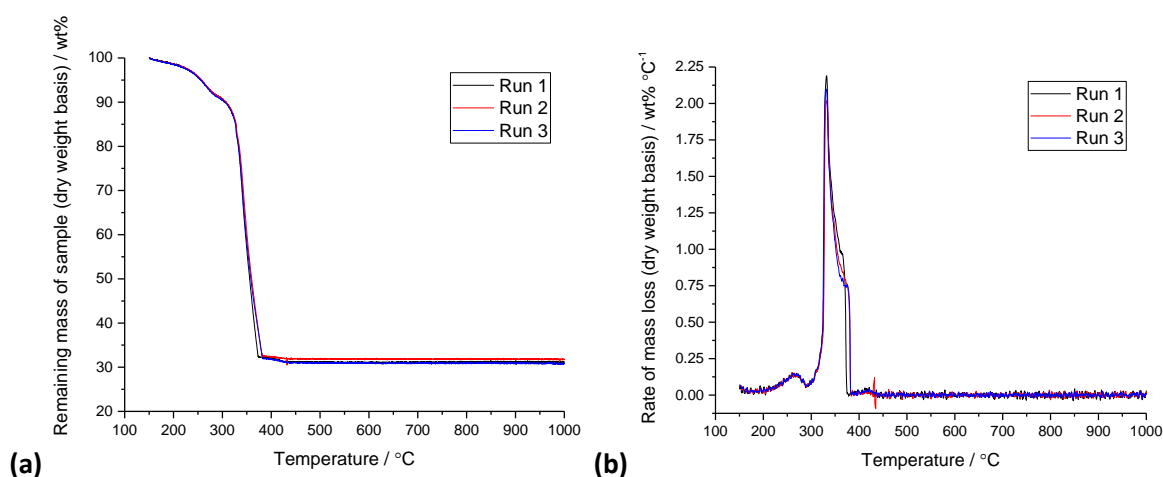 Remaining mass of sample (dry weight basis) / wt%
100
90
80
70
60
50
40
30
20
Run 1
Run 2
Run 3
100 200 300 400 500 600 700 800 900 1000
Temperature / °C
(a)
Rate of mass loss (dry weight basis) / wt% °C⁻¹
2.25
2.00
1.75
1.50
1.25
1.00
0.75
0.50
0.25
0.00
Run 1
Run 2
Run 3
100 200 300 400 500 600 700 800 900 1000
Temperature / °C
(b)